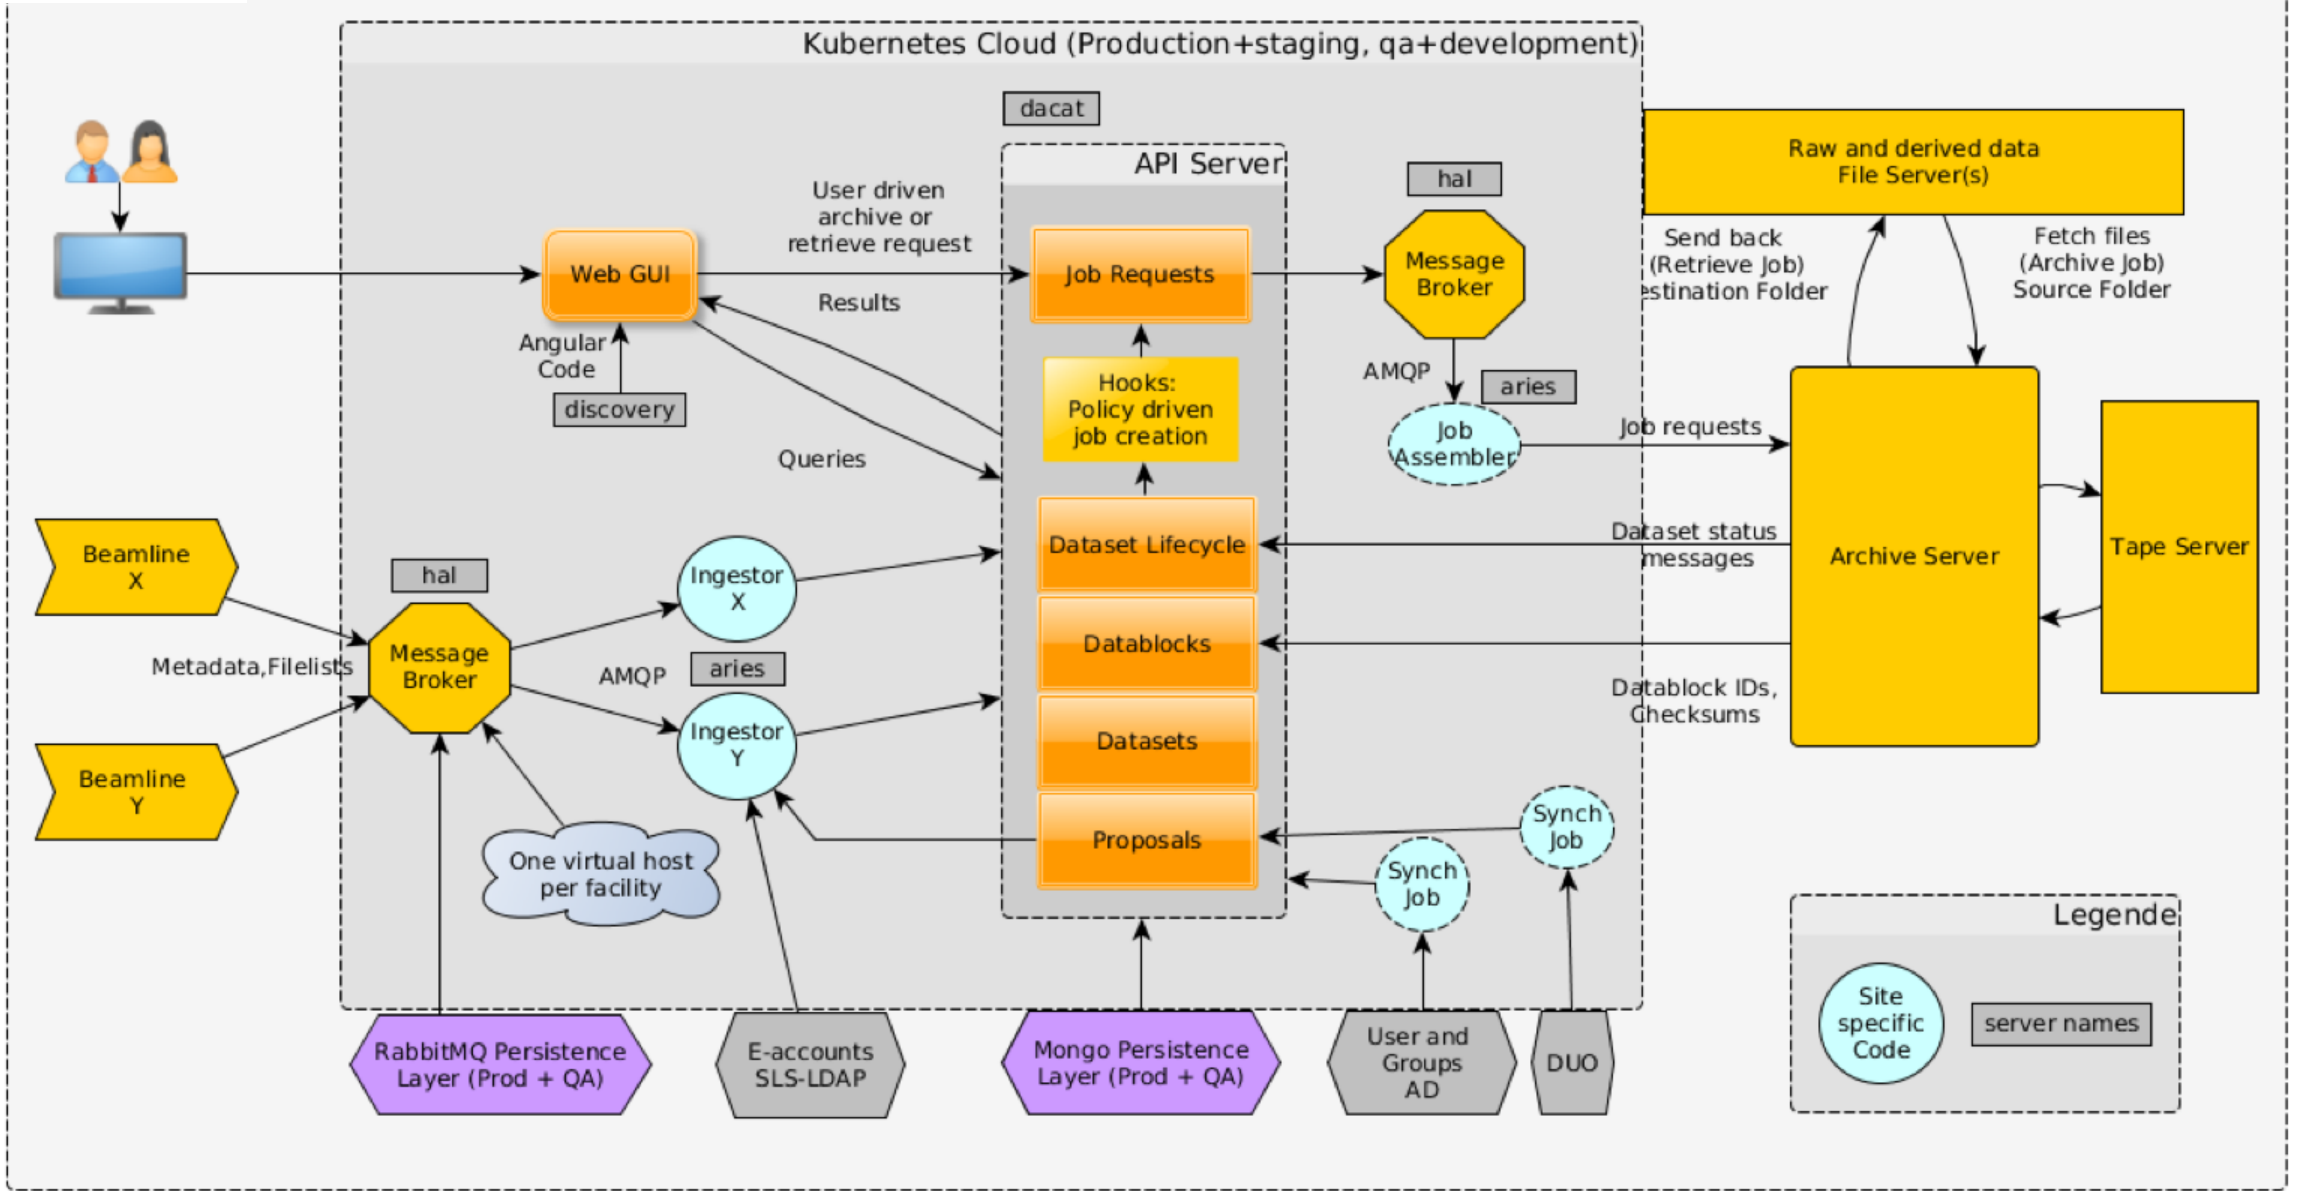 Kubernetes Cloud (Production+staging, qa+development)
dacat
API Server
hal
Raw and derived data
File Server(s)
User driven
archive or
retrieve request
Web GUI
Job Requests
Message
Broker
Send back
(Retrieve Job)
estination Folder
Fetch files
(Archive Job)
Source Folder
Results
Angular
Code
discovery
Hooks:
Policy driven
job creation
AMQP
aries
Job
Assembler
Job requests
Queries
Beamline
X
hal
Ingestor
X
Dataset Lifecycle
Dataset status
messages
Archive Server
Tape Server
Metadata,Filelists
Message
Broker
AMQP
aries
Datablocks
Datablock IDs,
Checksums
Ingestor
Y
Datasets
Beamline
Y
One virtual host
per facility
Proposals
Synch
Job
Synch
Job
Legende
Site
specific
Code
server names
RabbitMQ Persistence
Layer (Prod + QA)
E-accounts
SLS-LDAP
Mongo Persistence
Layer (Prod + QA)
User and
Groups
AD
DUO